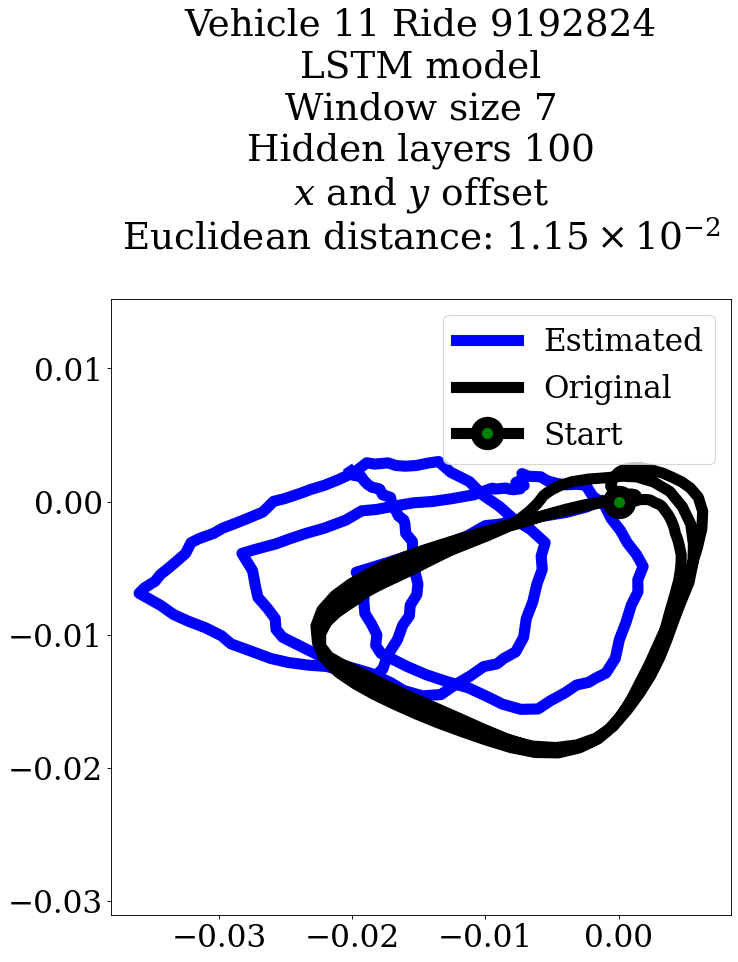 Vehicle 11 Ride 9192824
LSTM model
Window size 7
Hidden layers 100
x and y offset
Euclidean distance: 1.15 × 10⁻²
Estimated
Original
Start
0.01
0.00
−0.01
−0.02
−0.03
−0.03 −0.02 −0.01 0.00